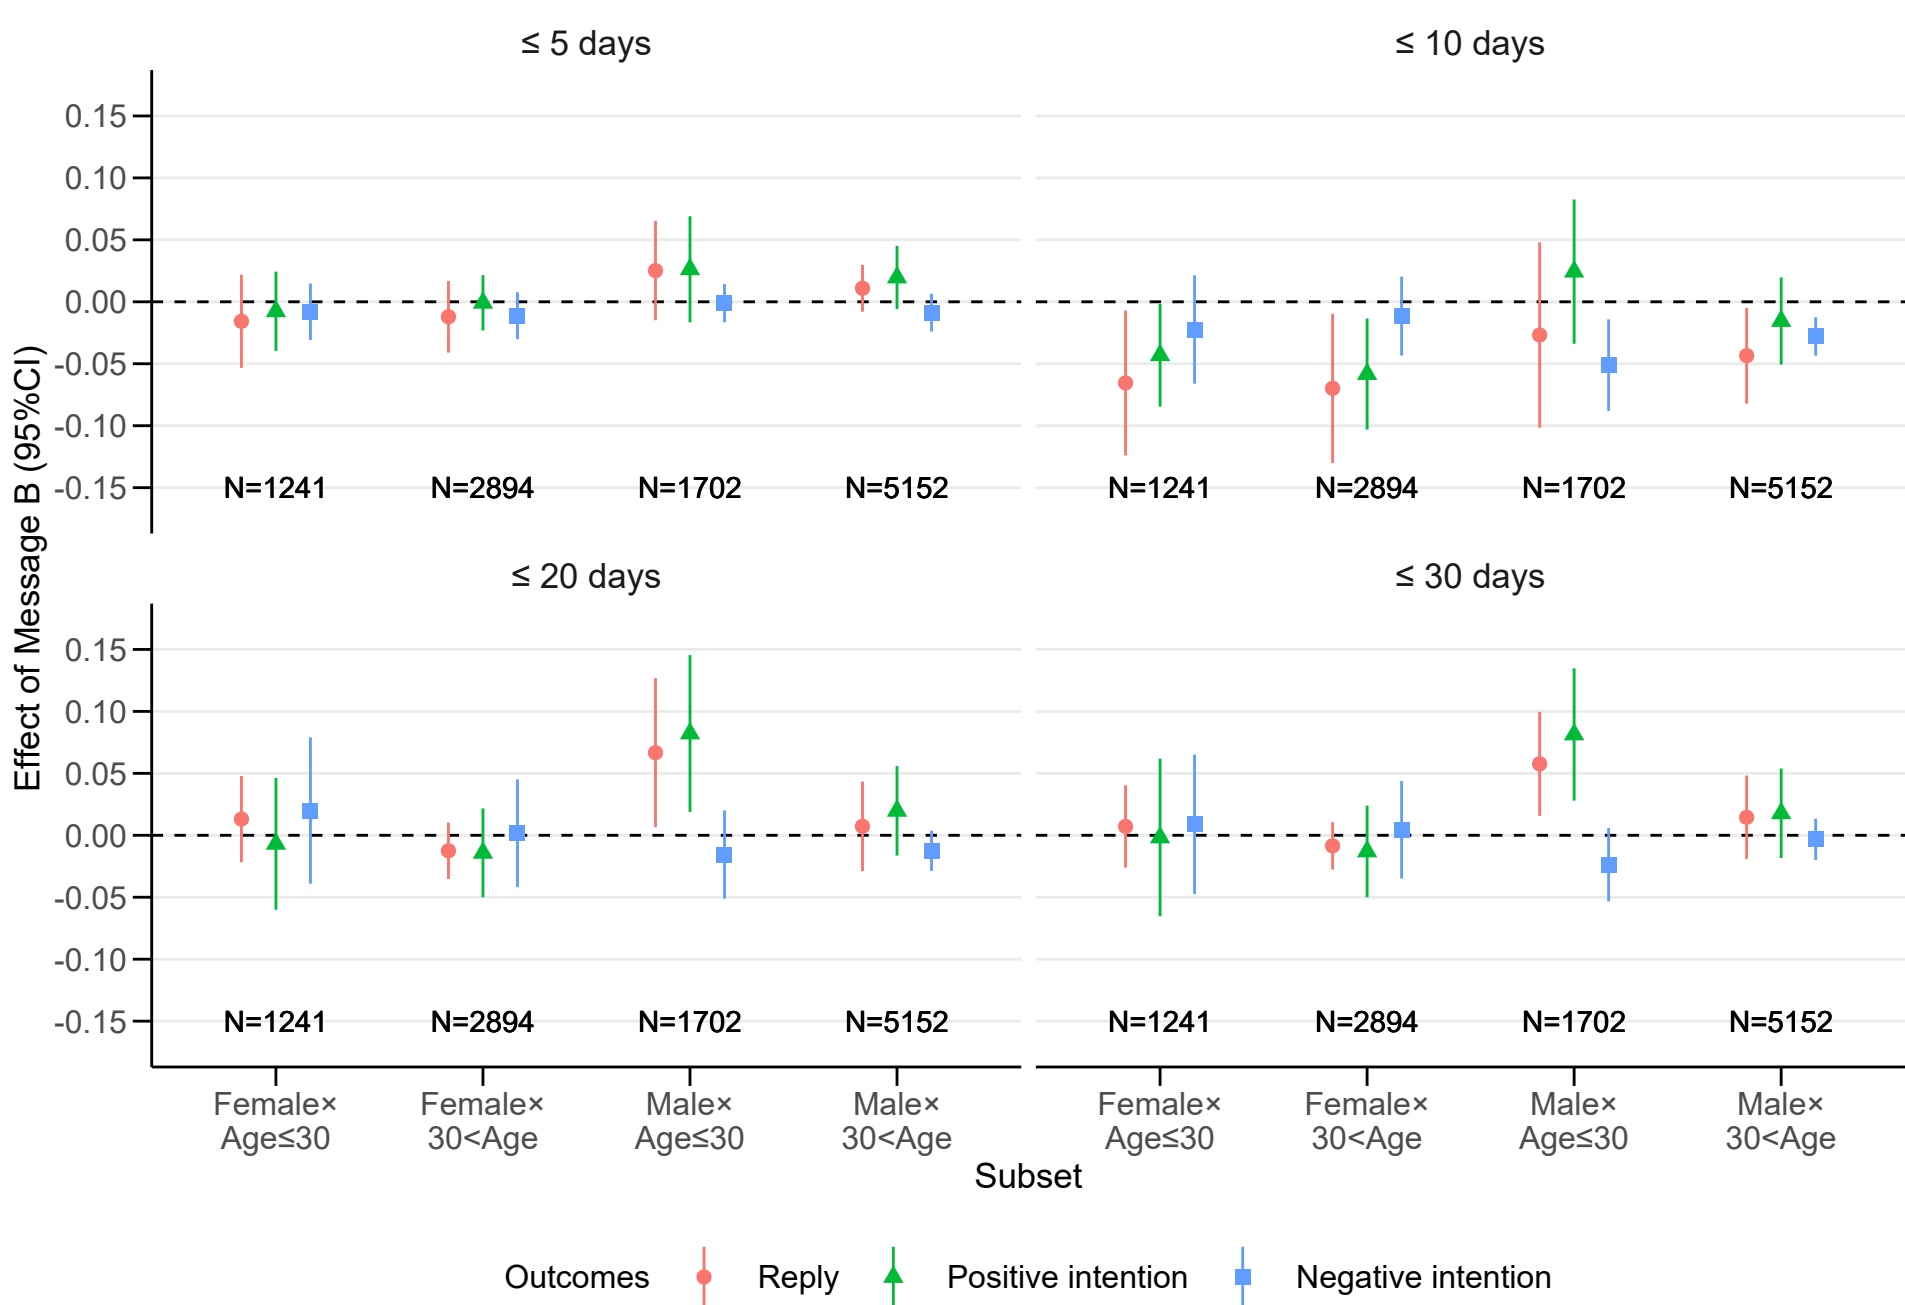 ≤ 5 days
≤ 10 days
0.15
0.10
0.05
0.00
-0.05
-0.10
-0.15
N=1241 N=2894 N=1702 N=5152
N=1241 N=2894 N=1702 N=5152
Effect of Message B (95%CI)
≤ 20 days
≤ 30 days
0.15
0.10
0.05
0.00
-0.05
-0.10
-0.15
N=1241 N=2894 N=1702 N=5152
N=1241 N=2894 N=1702 N=5152
Female× Female× Male× Male×
Age≤30 30<Age Age≤30 30<Age
Female× Female× Male× Male×
Age≤30 30<Age Age≤30 30<Age
Subset
Outcomes Reply Positive intention Negative intention